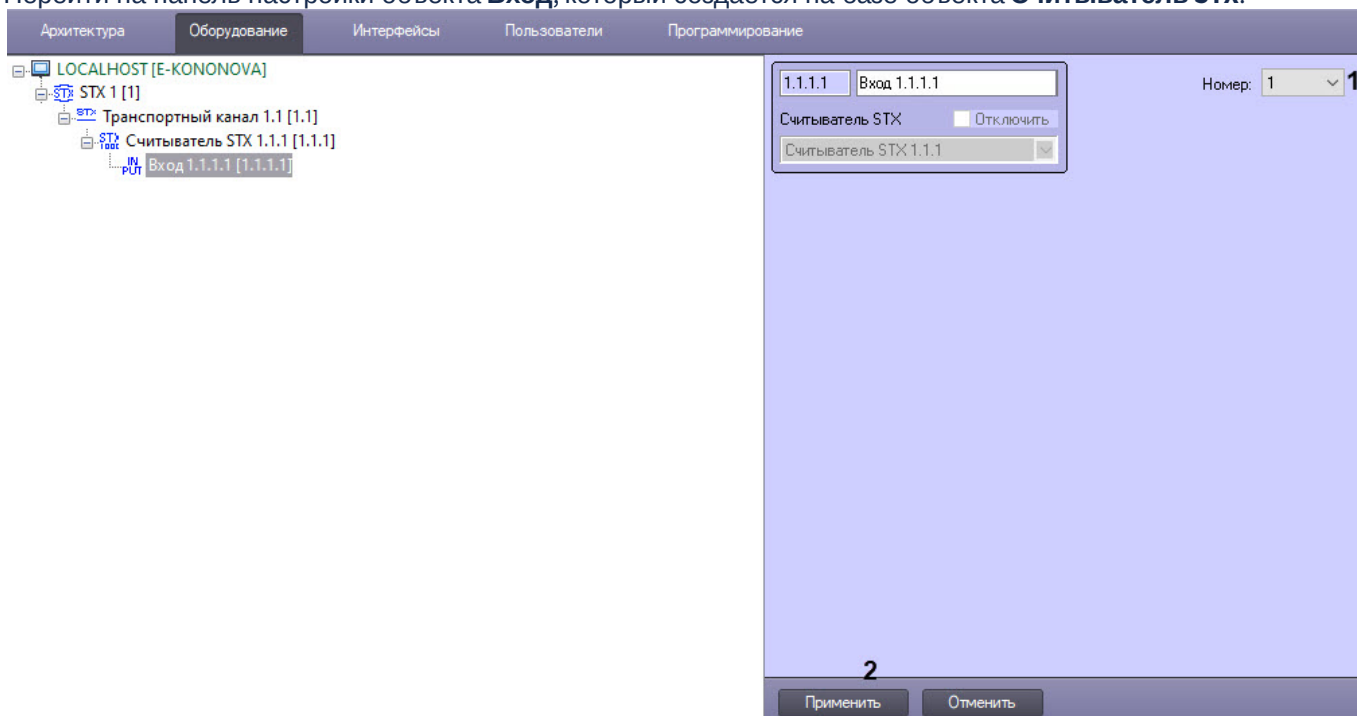 Перейти на панель настройки объекта Вход, который создается на базе объекта Считыватель STX.
Архитектура Оборудование Интерфейсы Пользователи Программирование
LOCALHOST [E-KONONOVA]
STX 1 [1]
Транспортный канал 1.1 [1.1]
Считыватель STX 1.1.1 [1.1.1]
Вход 1.1.1.1 [1.1.1.1]
1.1.1.1 Вход 1.1.1.1
Номер: 1 1
Считыватель STX Отключить
Считыватель STX 1.1.1
2
Применить Отменить